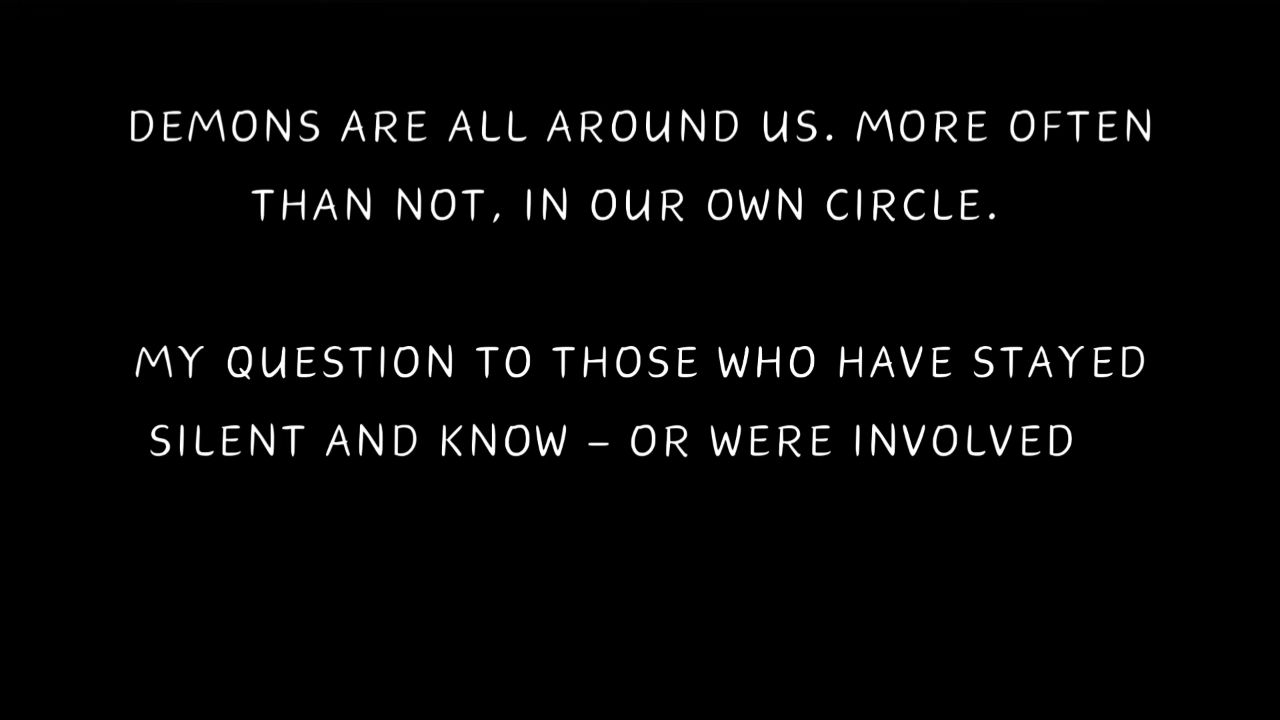 DEMONS ARE ALL AROUND US. MORE OFTEN
THAN NOT, IN OUR OWN CIRCLE.
MY QUESTION TO THOSE WHO HAVE STAYED
SILENT AND KNOW – OR WERE INVOLVED